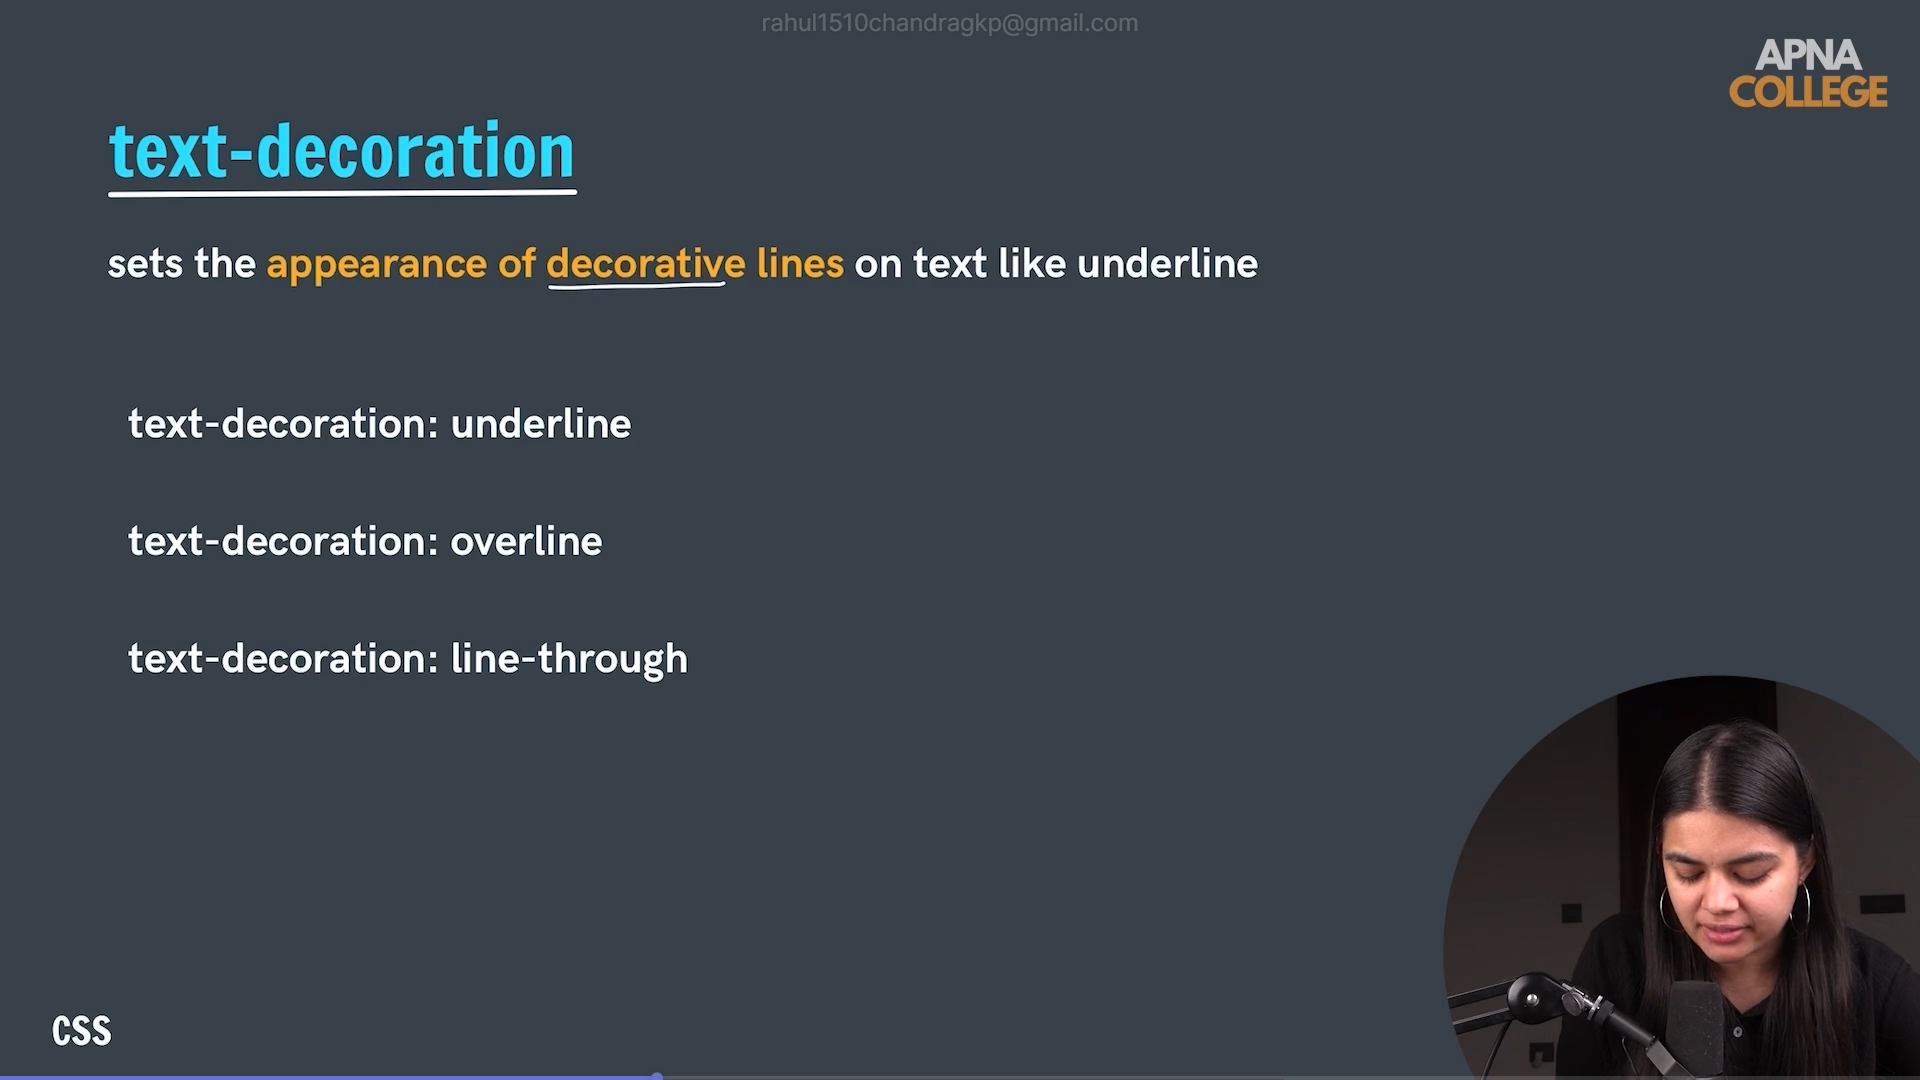 rahul1510chandragkp@gmail.com
APNA
COLLEGE
text-decoration
sets the appearance of decorative lines on text like underline
text-decoration: underline
text-decoration: overline
text-decoration: line-through
CSS